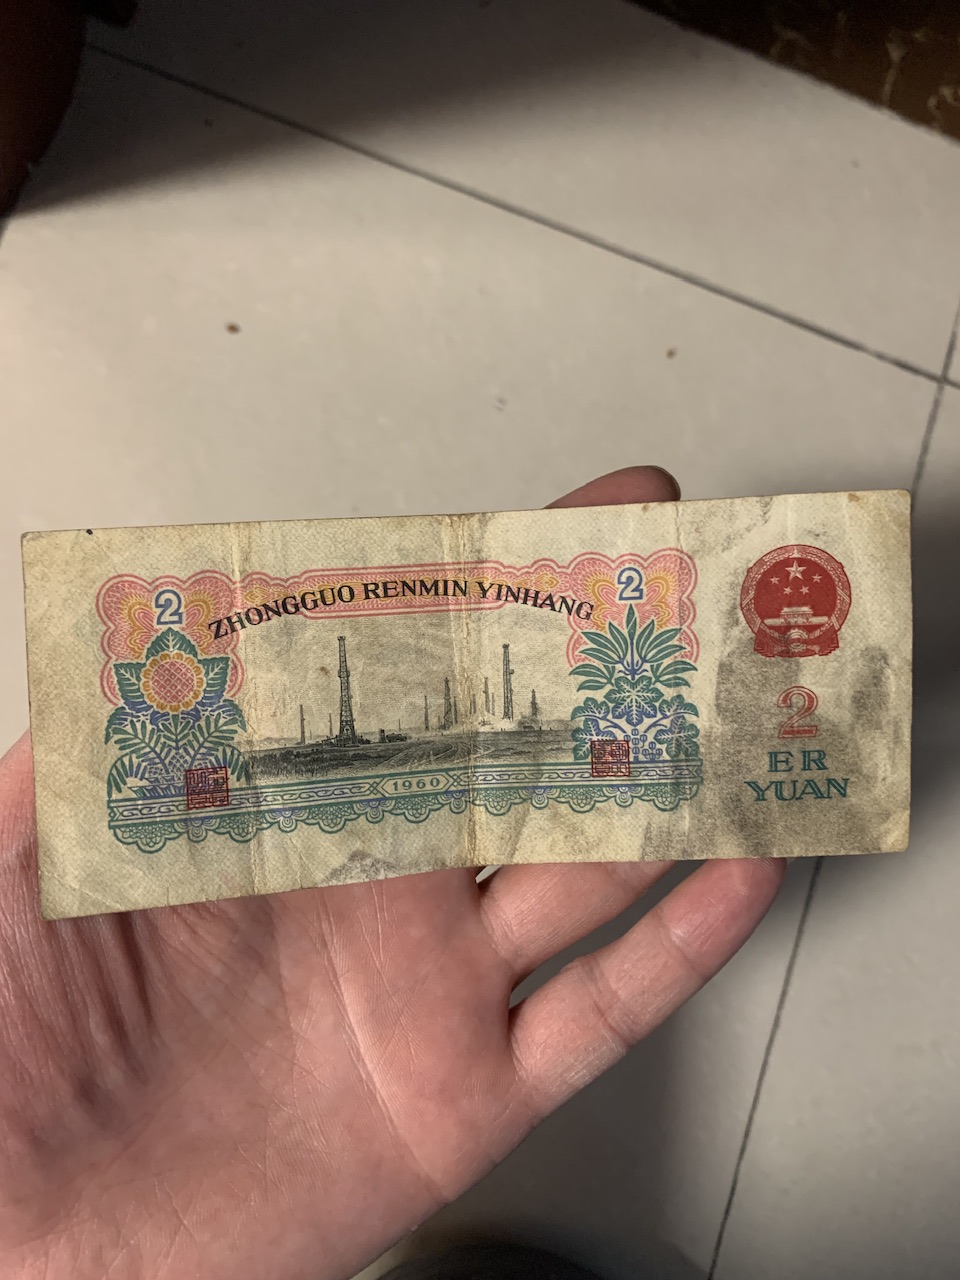 2
2
ZHONGGUO RENMIN YINHANG
1960
2
ER
YUAN